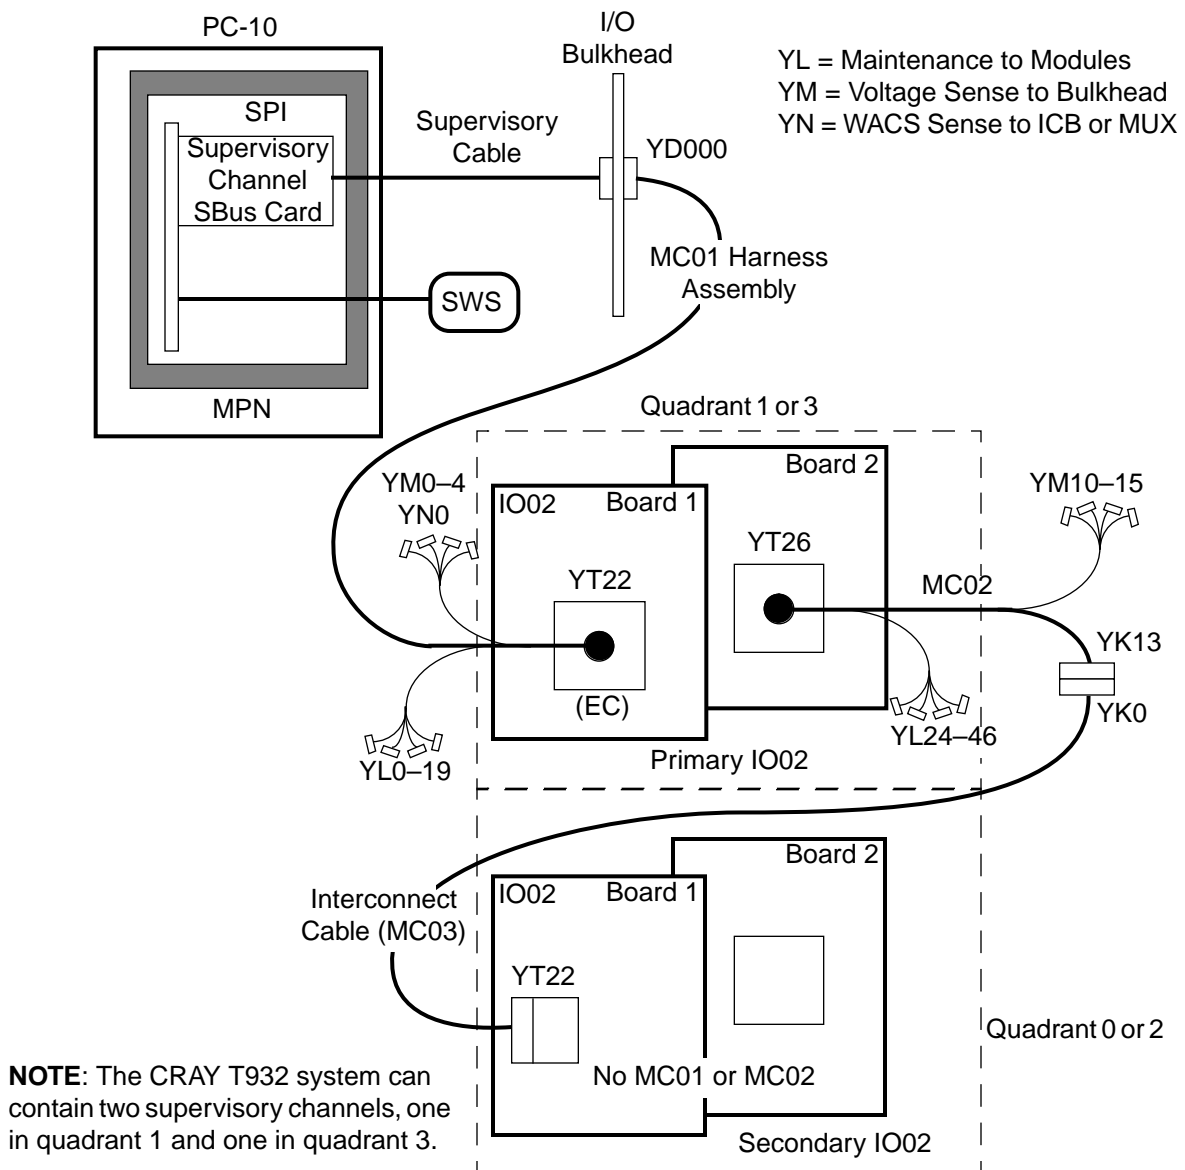 PC-10
I/O
Bulkhead
YL = Maintenance to Modules
YM = Voltage Sense to Bulkhead
YN = WACS Sense to ICB or MUX
SPI
Supervisory
Channel
SBus Card
Supervisory
Cable
YD000
MC01 Harness
Assembly
SWS
MPN
Quadrant 1 or 3
YM0–4
YN0
IO02
Board 1
Board 2
YM10–15
YT26
YT22
MC02
(EC)
YK13
YK0
YL0–19
YL24–46
Primary IO02
Interconnect
Cable (MC03)
IO02
Board 1
Board 2
YT22
Quadrant 0 or 2
No MC01 or MC02
Secondary IO02
NOTE: The CRAY T932 system can
contain two supervisory channels, one
in quadrant 1 and one in quadrant 3.